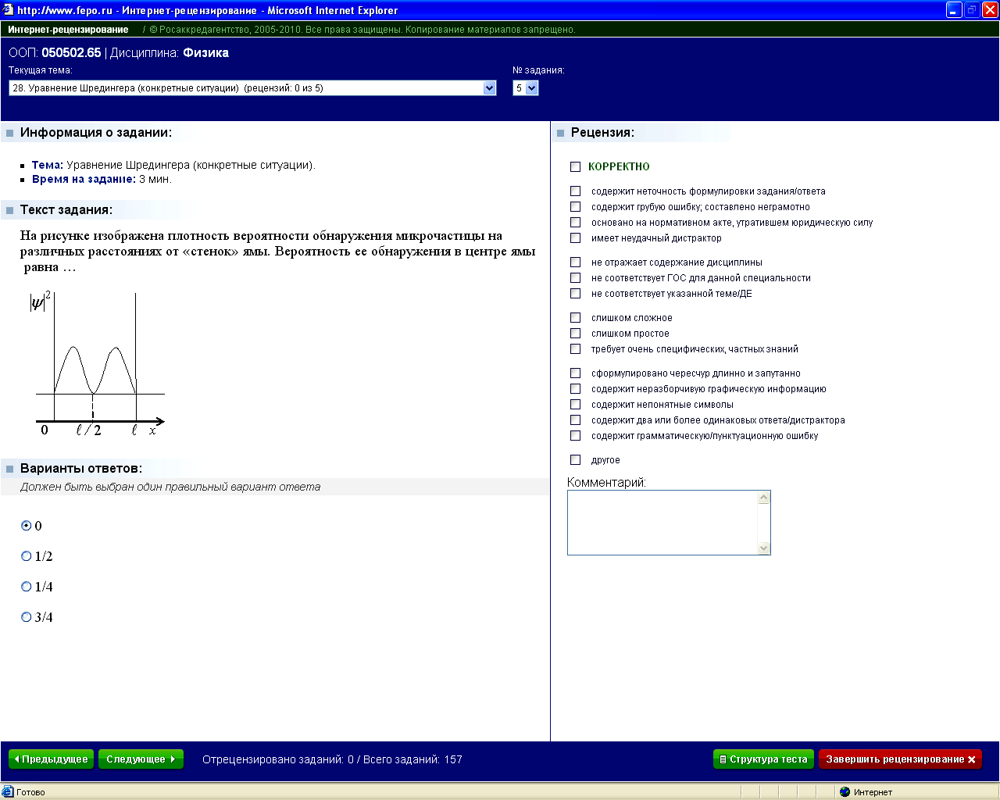 http://www.fepo.ru - Интернет-рецензирование - Microsoft Internet Explorer
Интернет-рецензирование / © Росаккредагентство, 2005-2010. Все права защищены. Копирование материалов запрещено.
ООП: 050502.65 | Дисциплина: Физика
Текущая тема: № задания:
28. Уравнение Шредингера (конкретные ситуации) (рецензий: 0 из 5) 5
Информация о задании:
Тема: Уравнение Шредингера (конкретные ситуации).
Время на задание: 3 мин.
Текст задания:
На рисунке изображена плотность вероятности обнаружения микрочастицы на
различных расстояниях от «стенок» ямы. Вероятность ее обнаружения в центре ямы
равна …
|ψ|²
0 ℓ/2 ℓ x
Варианты ответов:
Должен быть выбран один правильный вариант ответа
0
1/2
1/4
3/4
Рецензия:
КОРРЕКТНО
содержит неточность формулировки задания/ответа
содержит грубую ошибку; составлено неграмотно
основано на нормативном акте, утратившем юридическую силу
имеет неудачный дистрактор
не отражает содержание дисциплины
не соответствует ГОС для данной специальности
не соответствует указанной теме/ДЕ
слишком сложное
слишком простое
требует очень специфических, частных знаний
сформулировано чересчур длинно и запутанно
содержит неразборчивую графическую информацию
содержит непонятные символы
содержит два или более одинаковых ответа/дистрактора
содержит грамматическую/пунктуационную ошибку
другое
Комментарий:
Предыдущее Следующее Отрецензировано заданий: 0 / Всего заданий: 157 Структура теста Завершить рецензирование
Готово Интернет